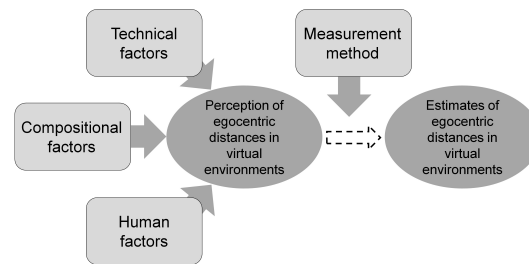 Technical
factors
Measurement
method
Compositional
factors
Perception of
egocentric
distances in
virtual
environments
Estimates of
egocentric
distances in
virtual
environments
Human
factors